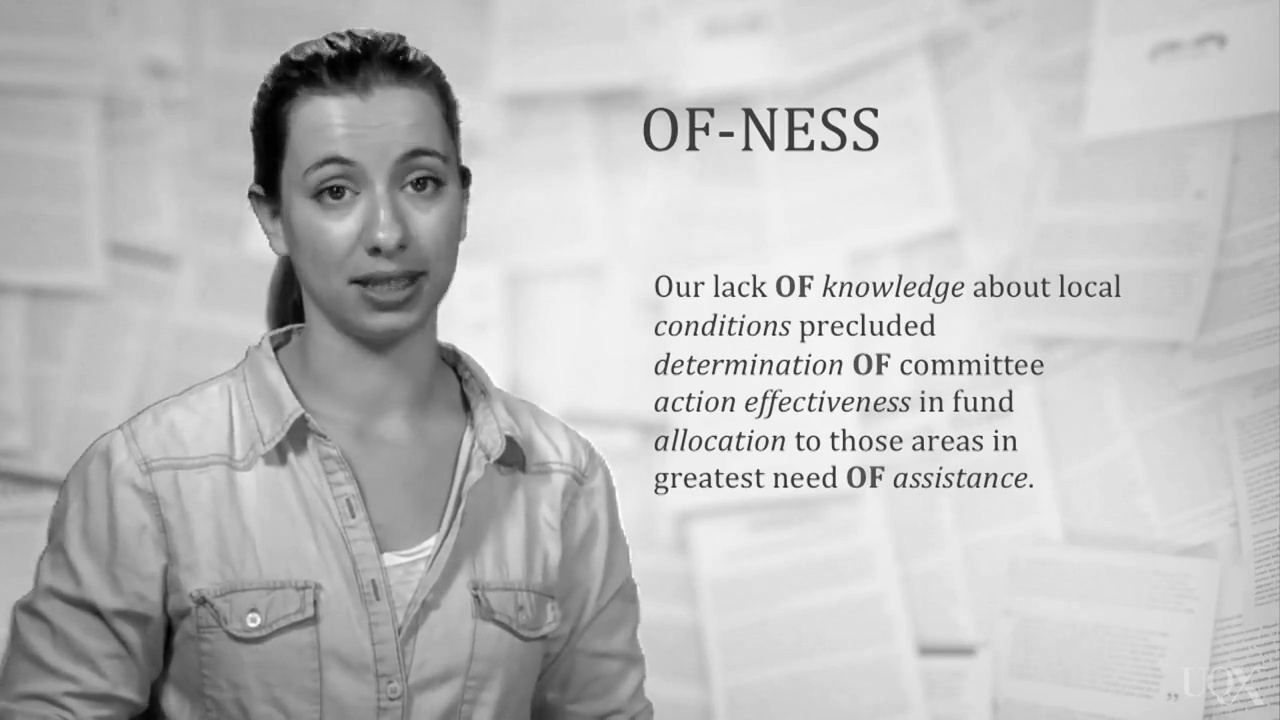 OF-NESS
Our lack OF knowledge about local
conditions precluded
determination OF committee
action effectiveness in fund
allocation to those areas in
greatest need OF assistance.
UQX